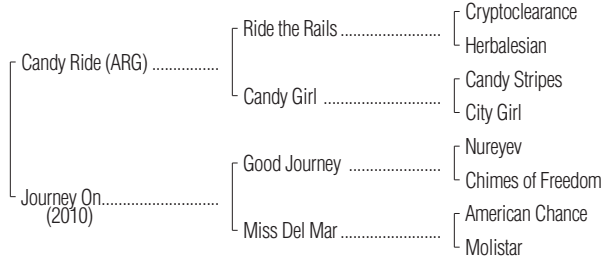 Cryptoclearance
Ride the Rails ....................
Herbalesian
Candy Ride (ARG) ................
Candy Stripes
Candy Girl ........................
City Girl
Nureyev
Good Journey ...................
Chimes of Freedom
Journey On.........................
(2010)
American Chance
Miss Del Mar .....................
Molistar